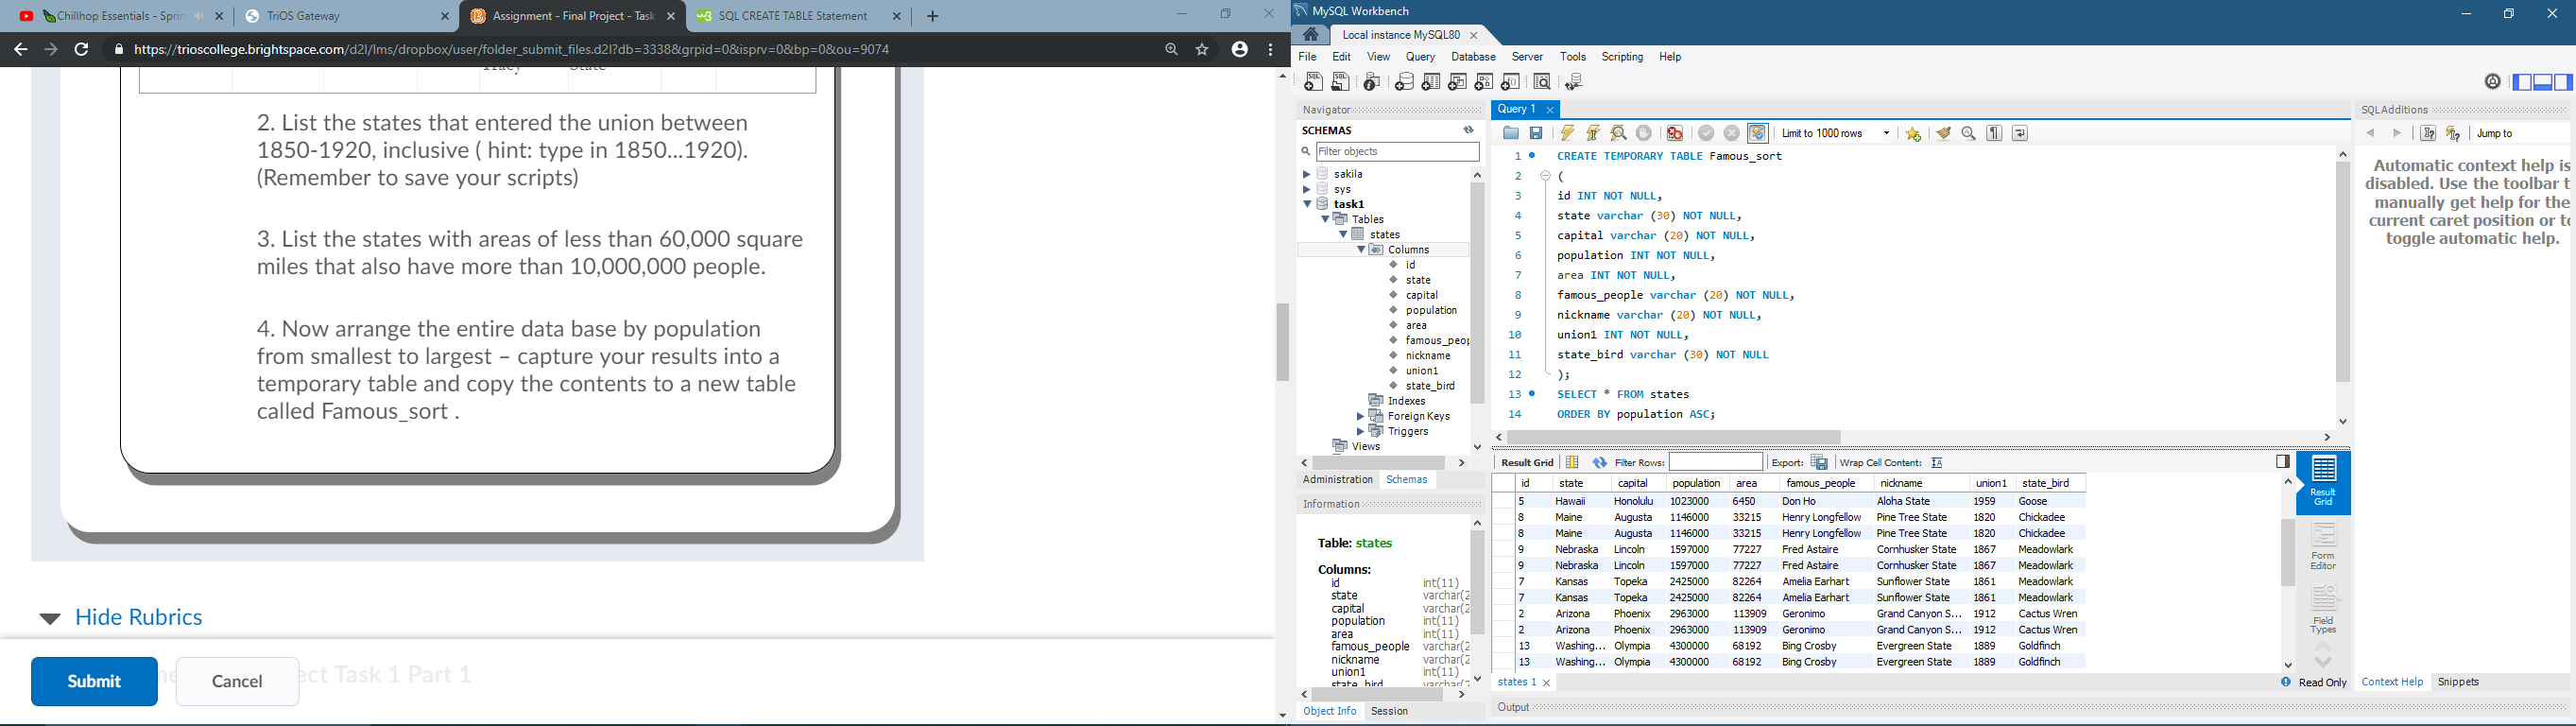 Chillhop Essentials - Sprin
TriOS Gateway
Assignment - Final Project - Task
SQL CREATE TABLE Statement
https://trioscollege.brightspace.com/d2l/lms/dropbox/user/folder_submit_files.d2l?db=3338&grpid=0&isprv=0&bp=0&ou=9074
Tracy State
2. List the states that entered the union between
1850-1920, inclusive ( hint: type in 1850...1920).
(Remember to save your scripts)
3. List the states with areas of less than 60,000 square
miles that also have more than 10,000,000 people.
4. Now arrange the entire data base by population
from smallest to largest – capture your results into a
temporary table and copy the contents to a new table
called Famous_sort .
Hide Rubrics
Submit
Cancel
ect Task 1 Part 1
MySQL Workbench
Local instance MySQL80
File Edit View Query Database Server Tools Scripting Help
Navigator
SCHEMAS
Filter objects
sakila
sys
task1
Tables
states
Columns
id
state
capital
population
area
famous_peop
nickname
union1
state_bird
Indexes
Foreign Keys
Triggers
Views
Administration Schemas
Information
Table: states
Columns:
id int(11)
state varchar(2
capital varchar(2
population int(11)
area int(11)
famous_people varchar(2
nickname varchar(2
union1 int(11)
state_bird varchar(2
Object Info Session
Query 1
Limit to 1000 rows
1 CREATE TEMPORARY TABLE Famous_sort
2 (
3 id INT NOT NULL,
4 state varchar (30) NOT NULL,
5 capital varchar (20) NOT NULL,
6 population INT NOT NULL,
7 area INT NOT NULL,
8 famous_people varchar (20) NOT NULL,
9 nickname varchar (20) NOT NULL,
10 union1 INT NOT NULL,
11 state_bird varchar (30) NOT NULL
12 );
13 SELECT * FROM states
14 ORDER BY population ASC;
Result Grid Filter Rows: Export: Wrap Cell Content:
id state capital population area famous_people nickname union1 state_bird
5 Hawaii Honolulu 1023000 6450 Don Ho Aloha State 1959 Goose
8 Maine Augusta 1146000 33215 Henry Longfellow Pine Tree State 1820 Chickadee
8 Maine Augusta 1146000 33215 Henry Longfellow Pine Tree State 1820 Chickadee
9 Nebraska Lincoln 1597000 77227 Fred Astaire Cornhusker State 1867 Meadowlark
9 Nebraska Lincoln 1597000 77227 Fred Astaire Cornhusker State 1867 Meadowlark
7 Kansas Topeka 2425000 82264 Amelia Earhart Sunflower State 1861 Meadowlark
7 Kansas Topeka 2425000 82264 Amelia Earhart Sunflower State 1861 Meadowlark
2 Arizona Phoenix 2963000 113909 Geronimo Grand Canyon S... 1912 Cactus Wren
2 Arizona Phoenix 2963000 113909 Geronimo Grand Canyon S... 1912 Cactus Wren
13 Washing... Olympia 4300000 68192 Bing Crosby Evergreen State 1889 Goldfinch
13 Washing... Olympia 4300000 68192 Bing Crosby Evergreen State 1889 Goldfinch
states 1
Read Only
Output
Result
Grid
Form
Editor
Field
Types
SQLAdditions
Jump to
Automatic context help is
disabled. Use the toolbar t
manually get help for the
current caret position or to
toggle automatic help.
Context Help Snippets